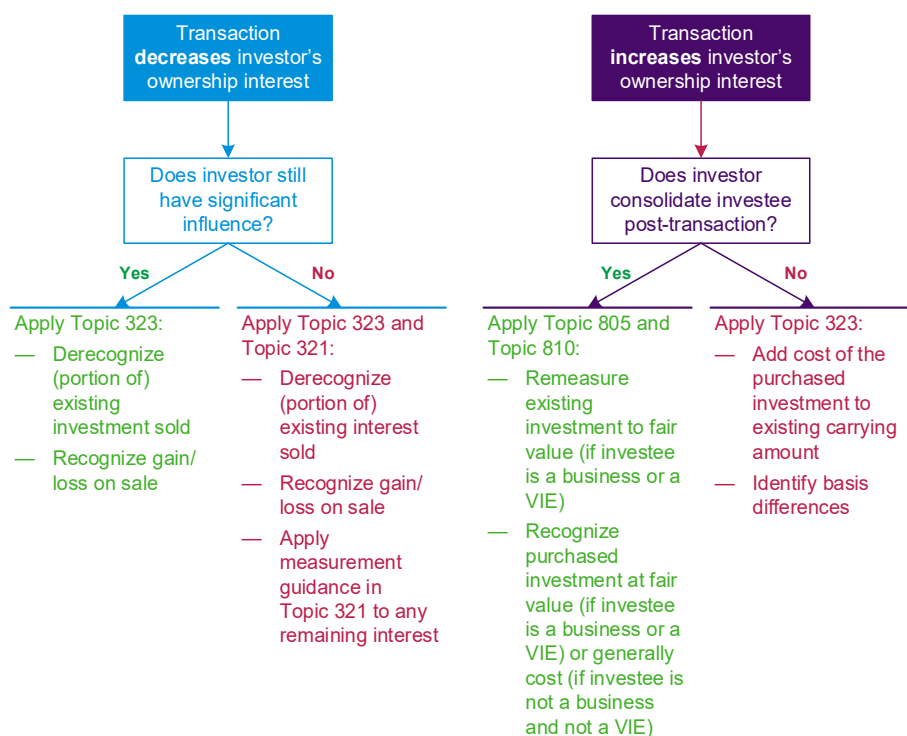 Transaction
decreases investor's
ownership interest
Does investor still
have significant
influence?
Yes
No
Apply Topic 323:
— Derecognize
(portion of)
existing
investment sold
— Recognize gain/
loss on sale
Apply Topic 323 and
Topic 321:
— Derecognize
(portion of)
existing interest
sold
— Recognize gain/
loss on sale
— Apply
measurement
guidance in
Topic 321 to any
remaining interest
Transaction
increases investor's
ownership interest
Does investor
consolidate investee
post-transaction?
Yes
No
Apply Topic 805 and
Topic 810:
— Remeasure
existing
investment to fair
value (if investee
is a business or a
VIE)
— Recognize
purchased
investment at fair
value (if investee
is a business or a
VIE) or generally
cost (if investee is
not a business
and not a VIE)
Apply Topic 323:
— Add cost of the
purchased
investment to
existing carrying
amount
— Identify basis
differences